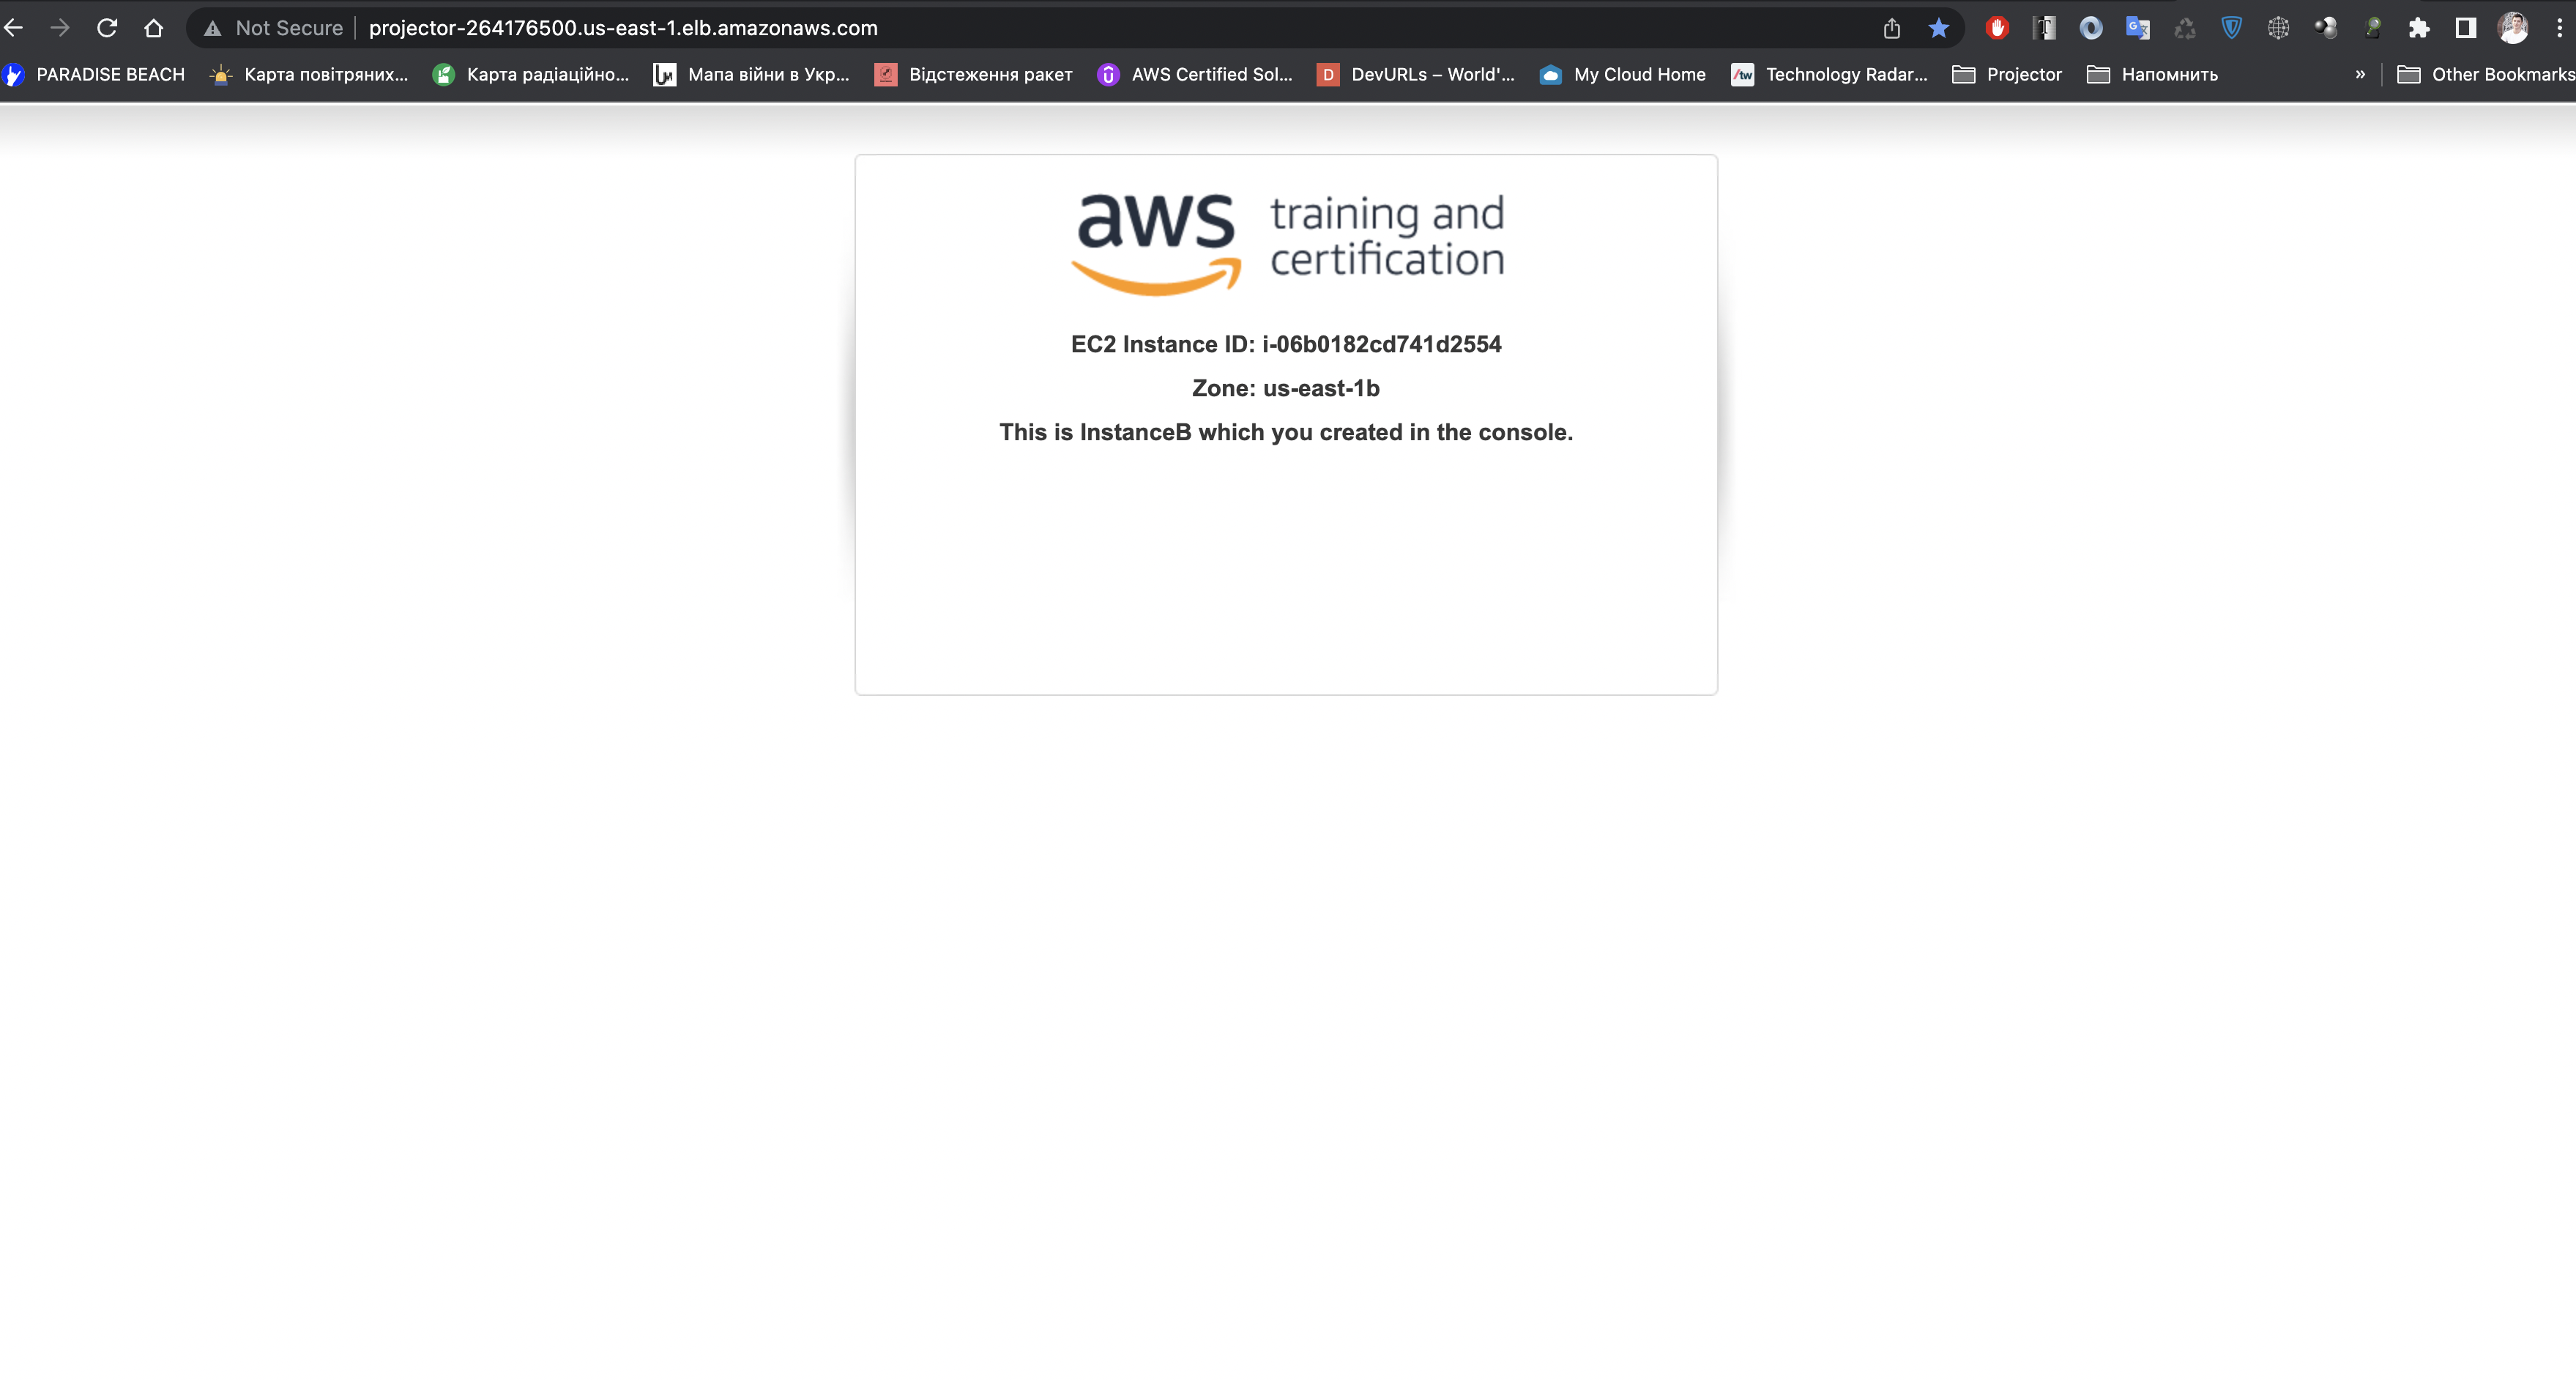 Not Secure projector-264176500.us-east-1.elb.amazonaws.com
PARADISE BEACH Карта повітряних... Карта радіаційно... Мапа війни в Укр... Відстеження ракет AWS Certified Sol... D DevURLs – World'... My Cloud Home /tw Technology Radar... Projector Напомнить » Other Bookmarks
aws training and
certification
EC2 Instance ID: i-06b0182cd741d2554
Zone: us-east-1b
This is InstanceB which you created in the console.